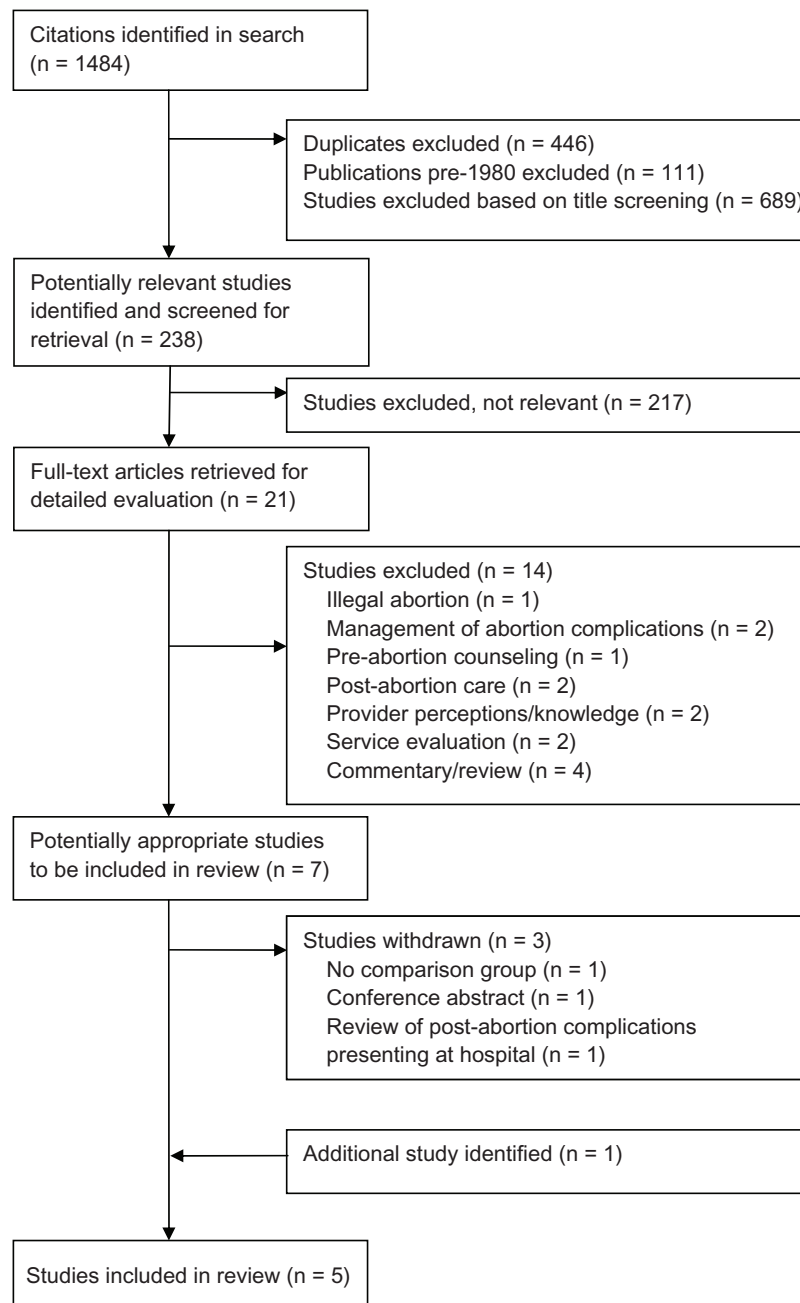 Citations identified in search
(n = 1484)
Duplicates excluded (n = 446)
Publications pre-1980 excluded (n = 111)
Studies excluded based on title screening (n = 689)
Potentially relevant studies
identified and screened for
retrieval (n = 238)
Studies excluded, not relevant (n = 217)
Full-text articles retrieved for
detailed evaluation (n = 21)
Studies excluded (n = 14)
Illegal abortion (n = 1)
Management of abortion complications (n = 2)
Pre-abortion counseling (n = 1)
Post-abortion care (n = 2)
Provider perceptions/knowledge (n = 2)
Service evaluation (n = 2)
Commentary/review (n = 4)
Potentially appropriate studies
to be included in review (n = 7)
Studies withdrawn (n = 3)
No comparison group (n = 1)
Conference abstract (n = 1)
Review of post-abortion complications
presenting at hospital (n = 1)
Additional study identified (n = 1)
Studies included in review (n = 5)